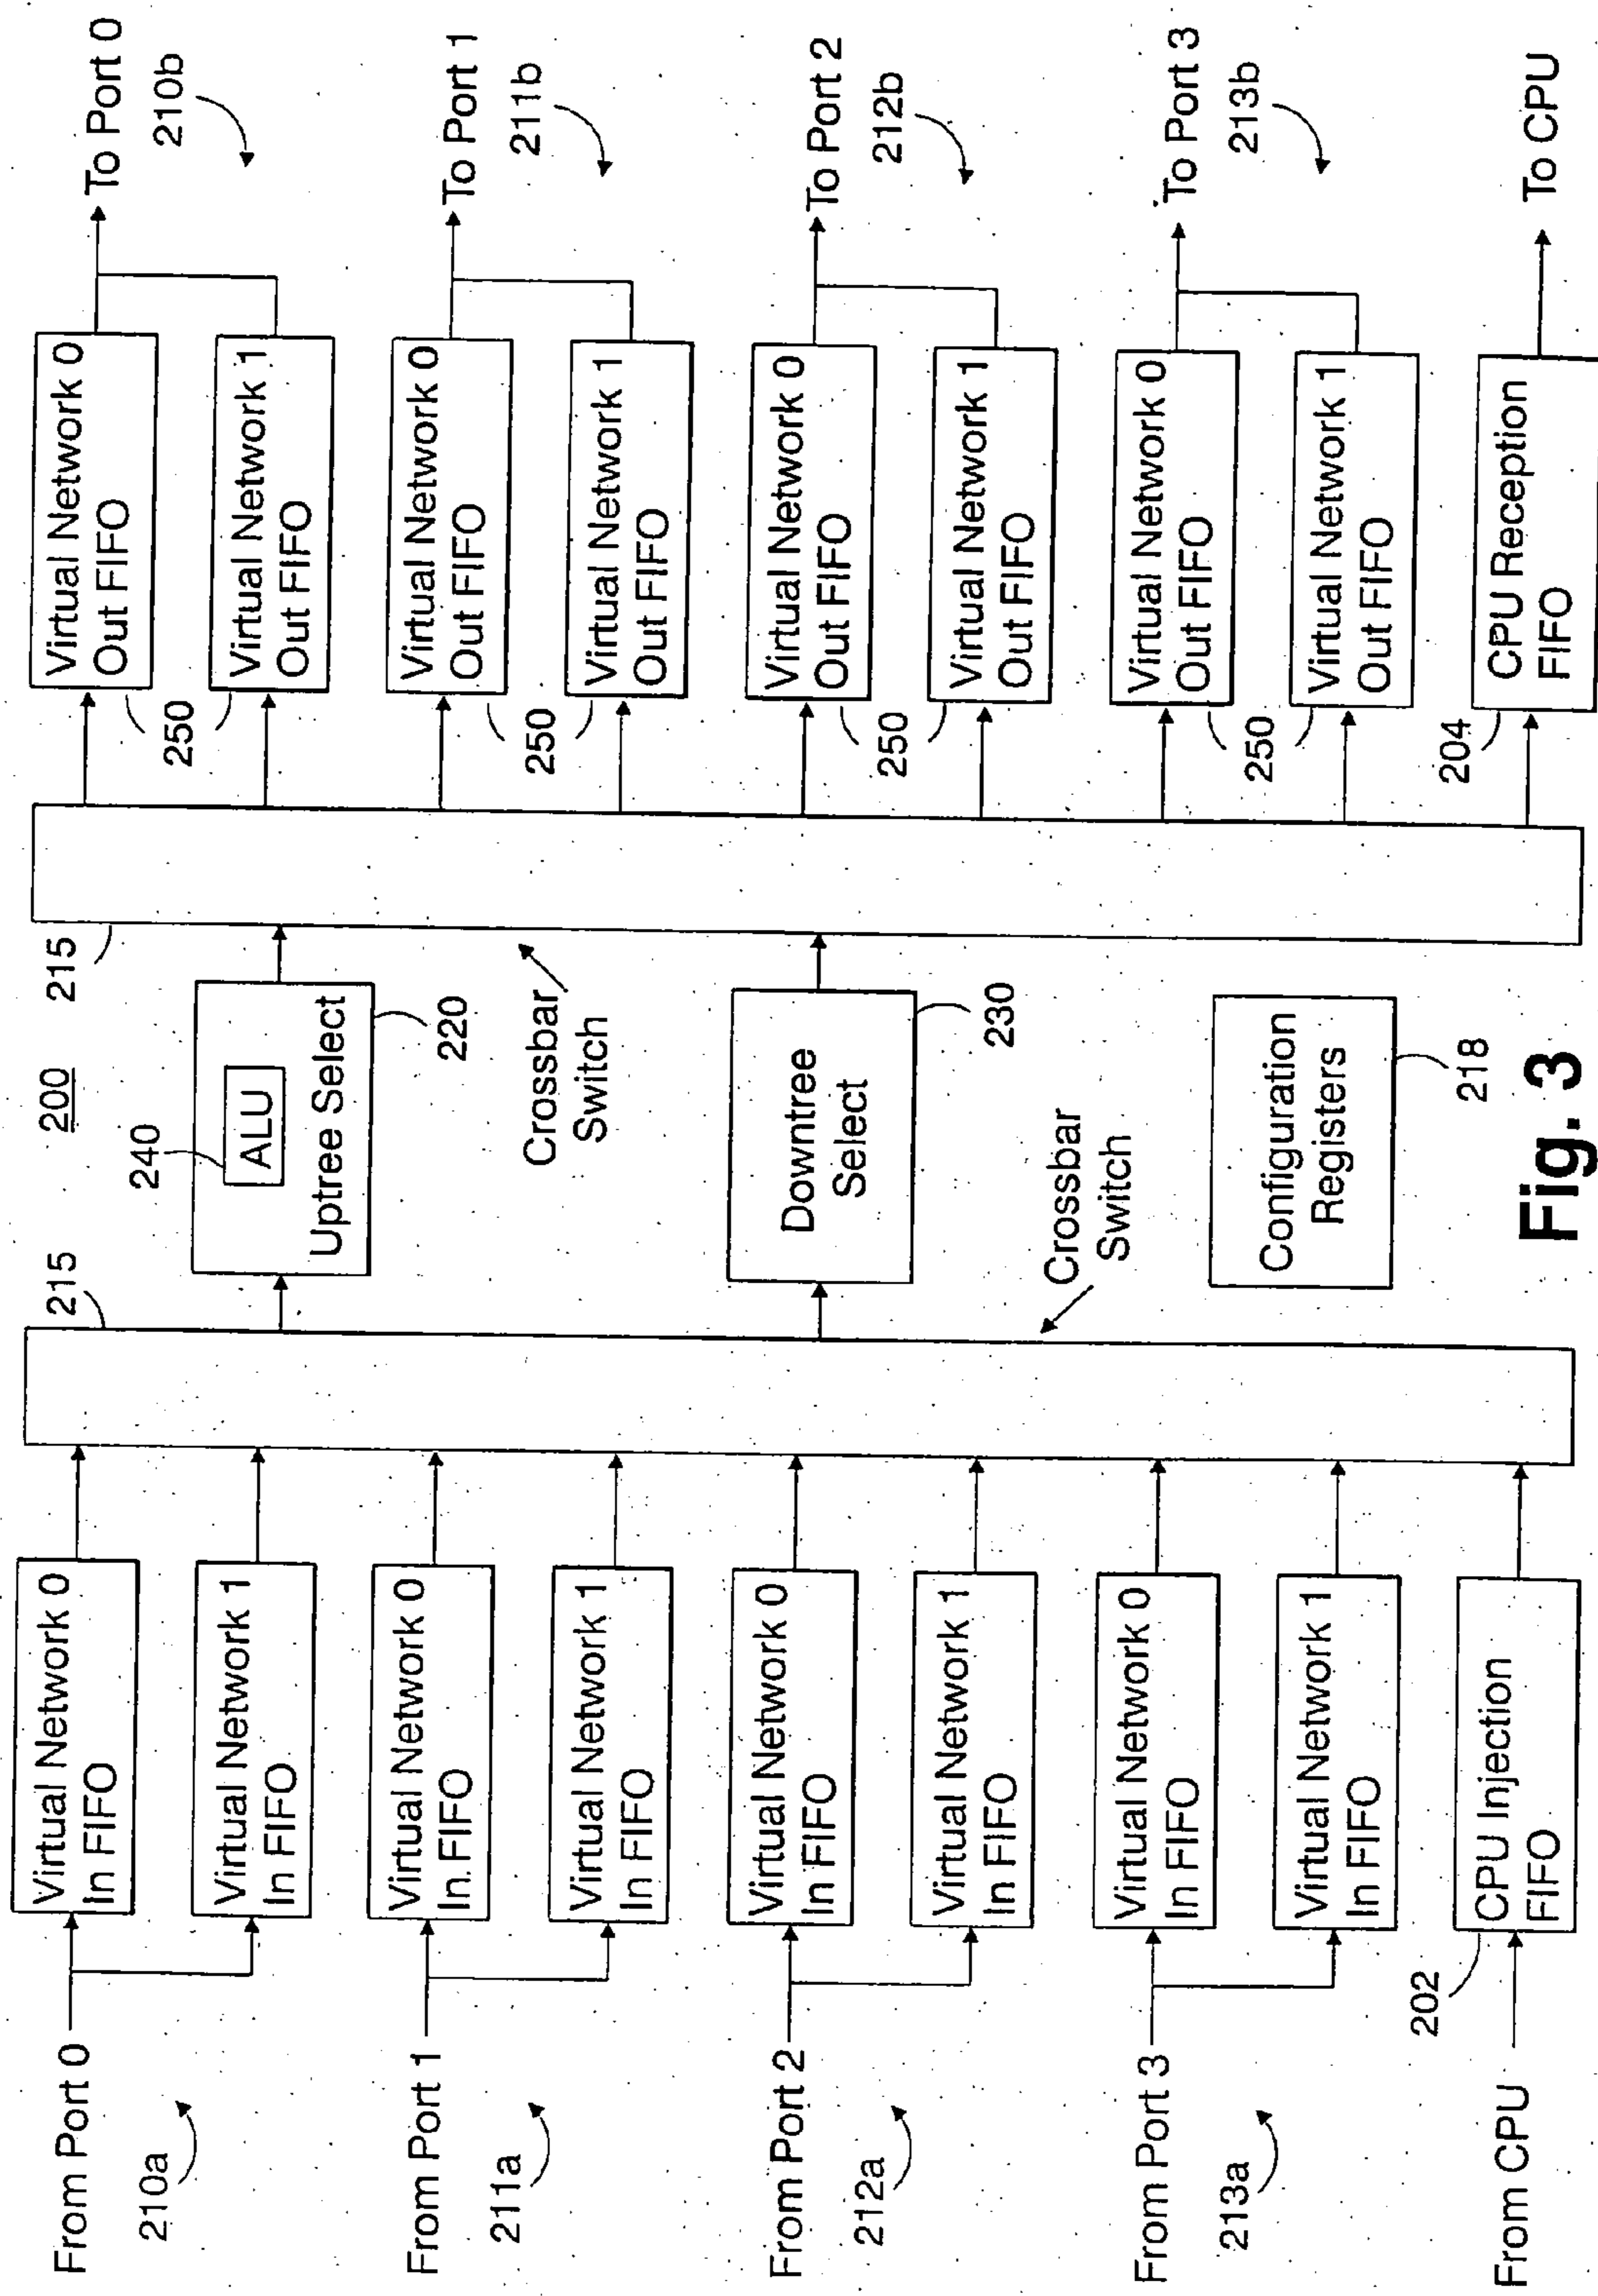 200
From Port 0
210a
Virtual Network 0
In FIFO
Virtual Network 1
In FIFO
From Port 1
211a
Virtual Network 0
In FIFO
Virtual Network 1
In FIFO
From Port 2
212a
Virtual Network 0
In FIFO
Virtual Network 1
In FIFO
From Port 3
213a
Virtual Network 0
In FIFO
Virtual Network 1
In FIFO
From CPU
202
CPU Injection
FIFO
215
Crossbar
Switch
240
ALU
Uptree Select
220
Downtree
Select
230
Configuration
Registers
218
215
Crossbar
Switch
Virtual Network 0
Out FIFO
250
Virtual Network 1
Out FIFO
To Port 0
210b
Virtual Network 0
Out FIFO
250
Virtual Network 1
Out FIFO
To Port 1
211b
Virtual Network 0
Out FIFO
250
Virtual Network 1
Out FIFO
To Port 2
212b
Virtual Network 0
Out FIFO
250
Virtual Network 1
Out FIFO
To Port 3
213b
204
CPU Reception
FIFO
To CPU
Fig. 3